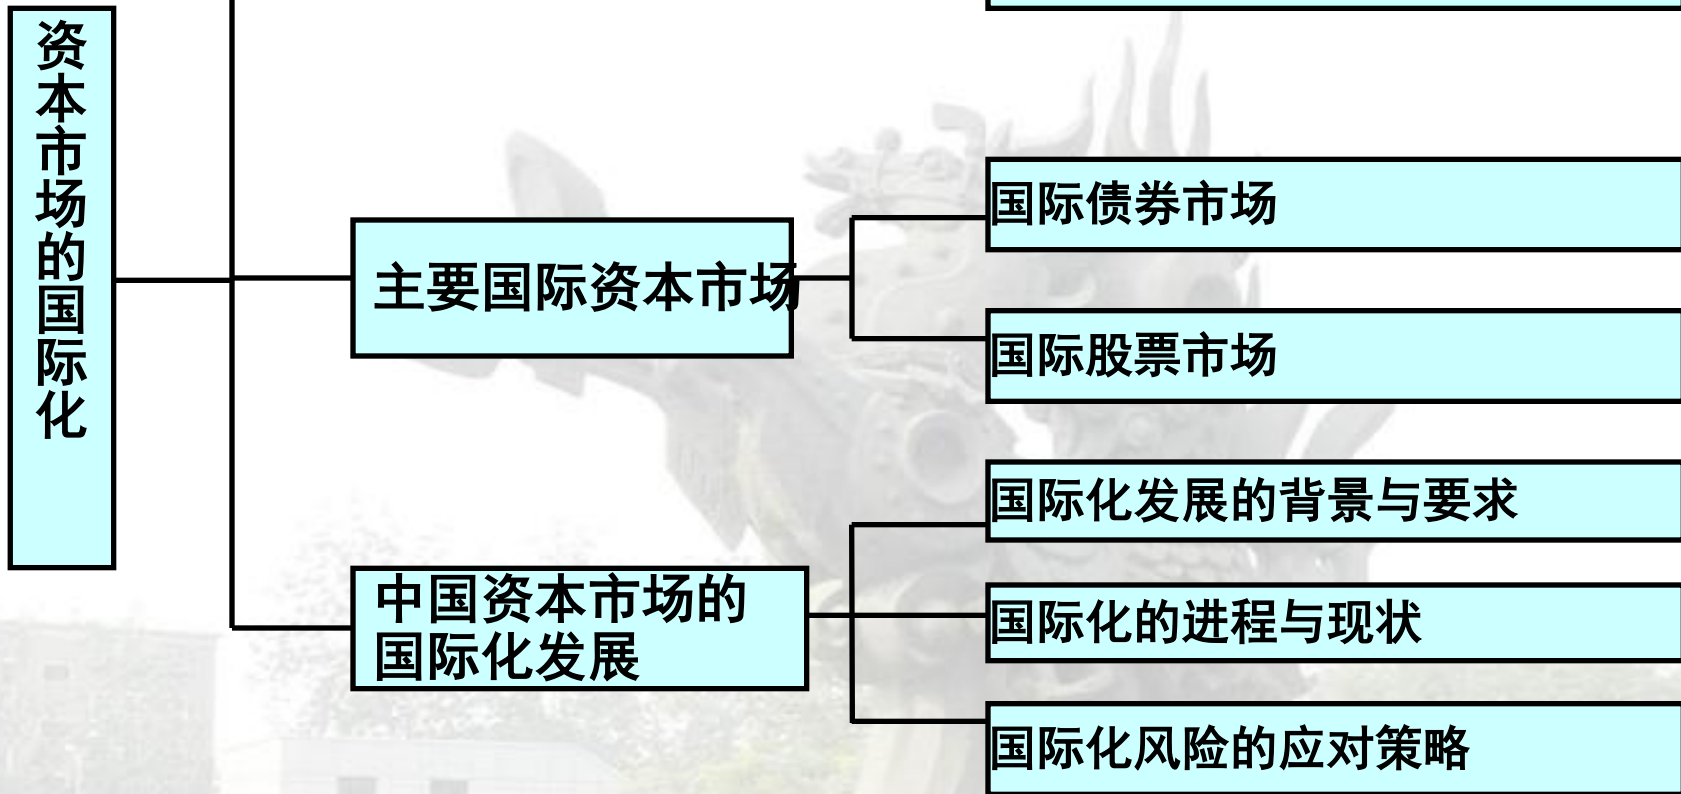 资本市场的国际化
主要国际资本市场
国际债券市场
国际股票市场
中国资本市场的
国际化发展
国际化发展的背景与要求
国际化的进程与现状
国际化风险的应对策略